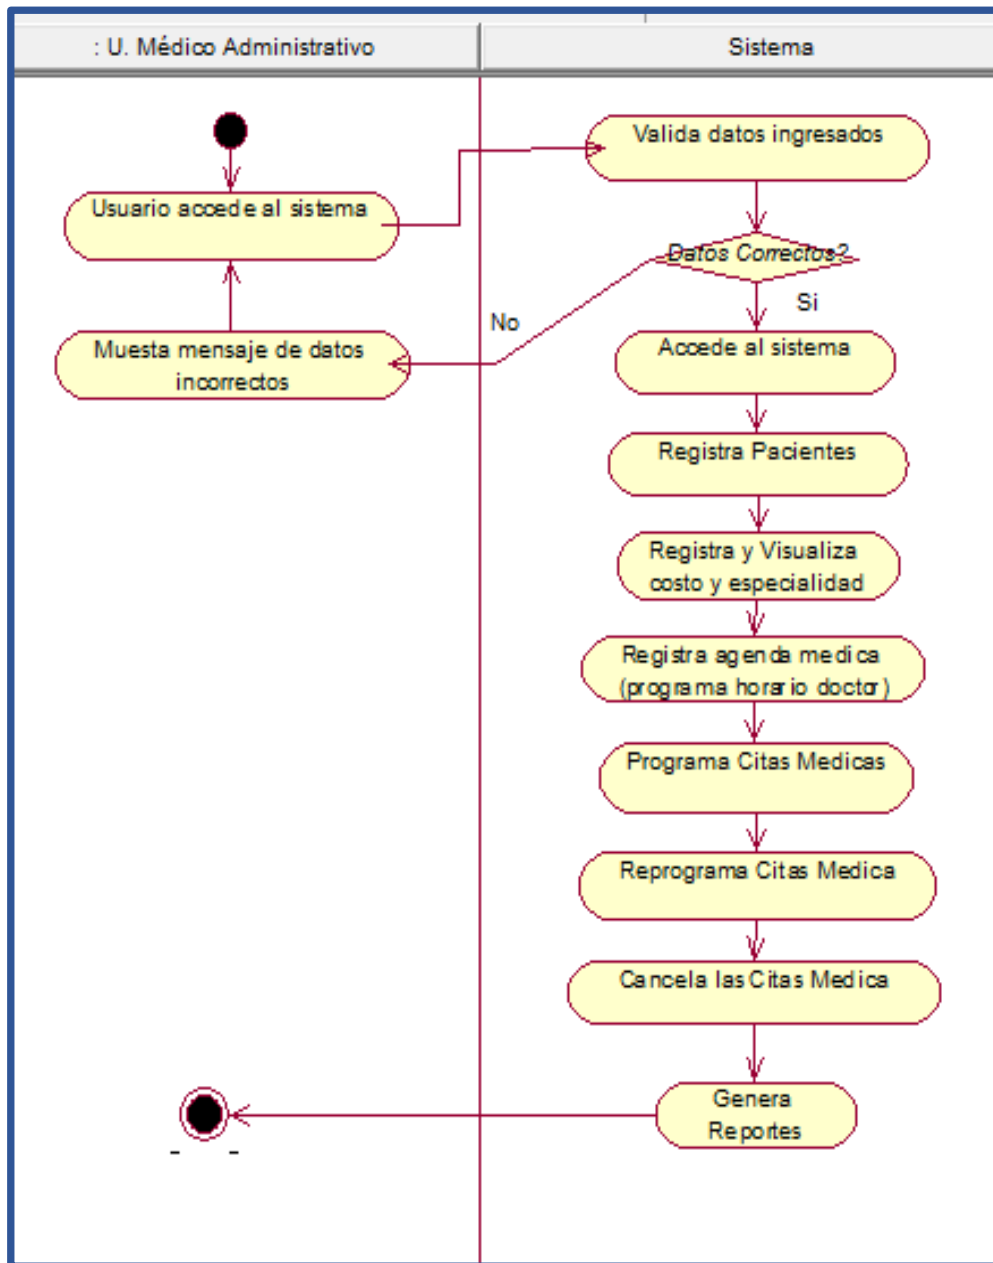 : U. Médico Administrativo
Sistema
Valida datos ingresados
Usuario accede al sistema
Datos Correctos?
Si
No
Muesta mensaje de datos
incorrectos
Accede al sistema
Registra Pacientes
Registra y Visualiza
costo y especialidad
Registra agenda medica
(programa horario doctor)
Programa Citas Medicas
Reprograma Citas Medica
Cancela las Citas Medica
Genera
Reportes